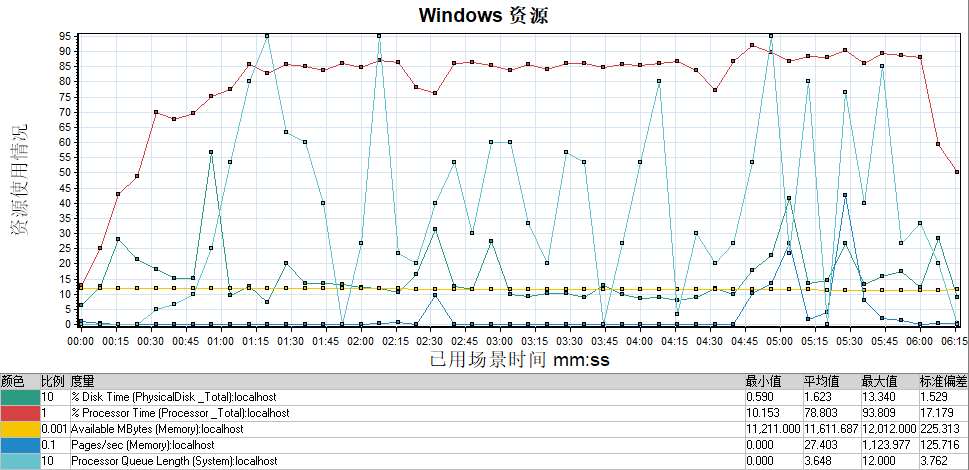 Windows 资源
95
90
85
80
75
70
65
60
55
50
45
40
35
30
25
20
15
10
5
0
资源使用情况
00:00 00:15 00:30 00:45 01:00 01:15 01:30 01:45 02:00 02:15 02:30 02:45 03:00 03:15 03:30 03:45 04:00 04:15 04:30 04:45 05:00 05:15 05:30 05:45 06:00 06:15
已用场景时间 mm:ss
颜色 比例 度量 最小值 平均值 最大值 标准偏差
10 % Disk Time (PhysicalDisk _Total):localhost 0.590 1.623 13.340 1.529
1 % Processor Time (Processor _Total):localhost 10.153 78.803 93.809 17.179
0.001 Available MBytes (Memory):localhost 11,211.000 11,611.687 12,012.000 225.313
0.1 Pages/sec (Memory):localhost 0.000 27.403 1,123.977 125.716
10 Processor Queue Length (System):localhost 0.000 3.648 12.000 3.762